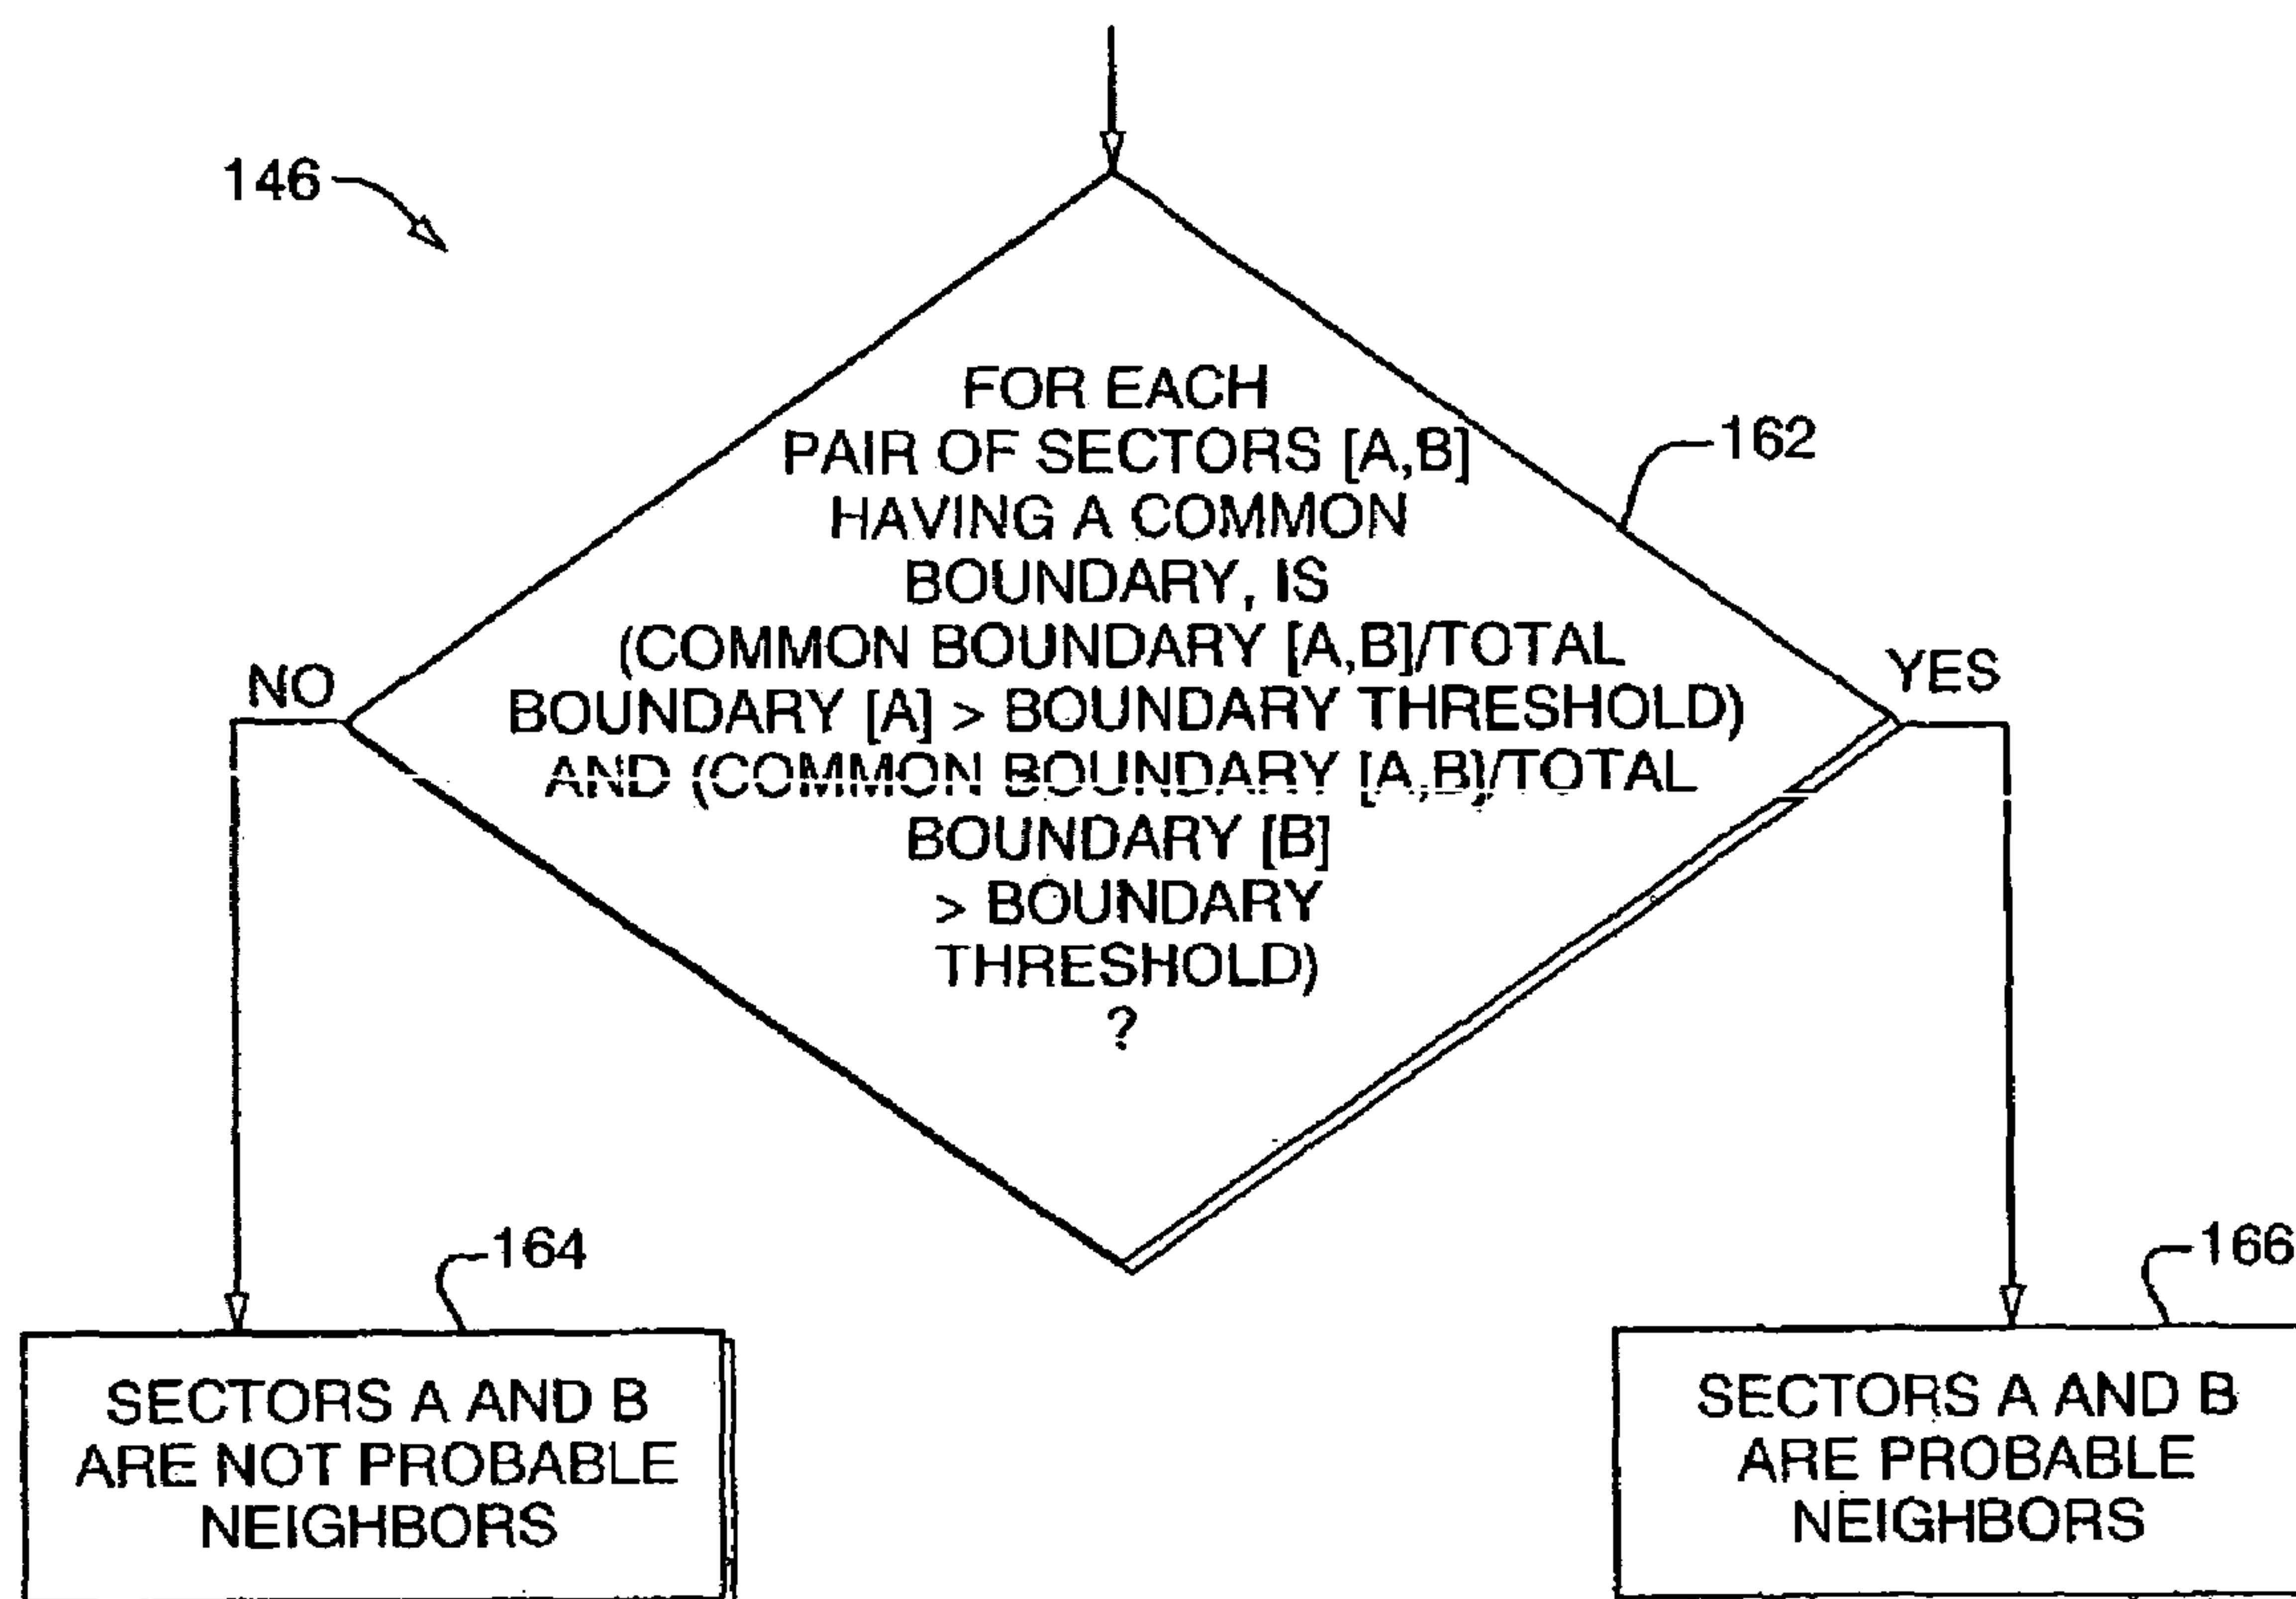 146
FOR EACH
PAIR OF SECTORS [A,B]
HAVING A COMMON
BOUNDARY, IS
(COMMON BOUNDARY [A,B]/TOTAL
BOUNDARY [A] > BOUNDARY THRESHOLD)
AND (COMMON BOUNDARY [A,B]/TOTAL
BOUNDARY [B]
> BOUNDARY
THRESHOLD)
?
162
NO
YES
164
SECTORS A AND B
ARE NOT PROBABLE
NEIGHBORS
166
SECTORS A AND B
ARE PROBABLE
NEIGHBORS